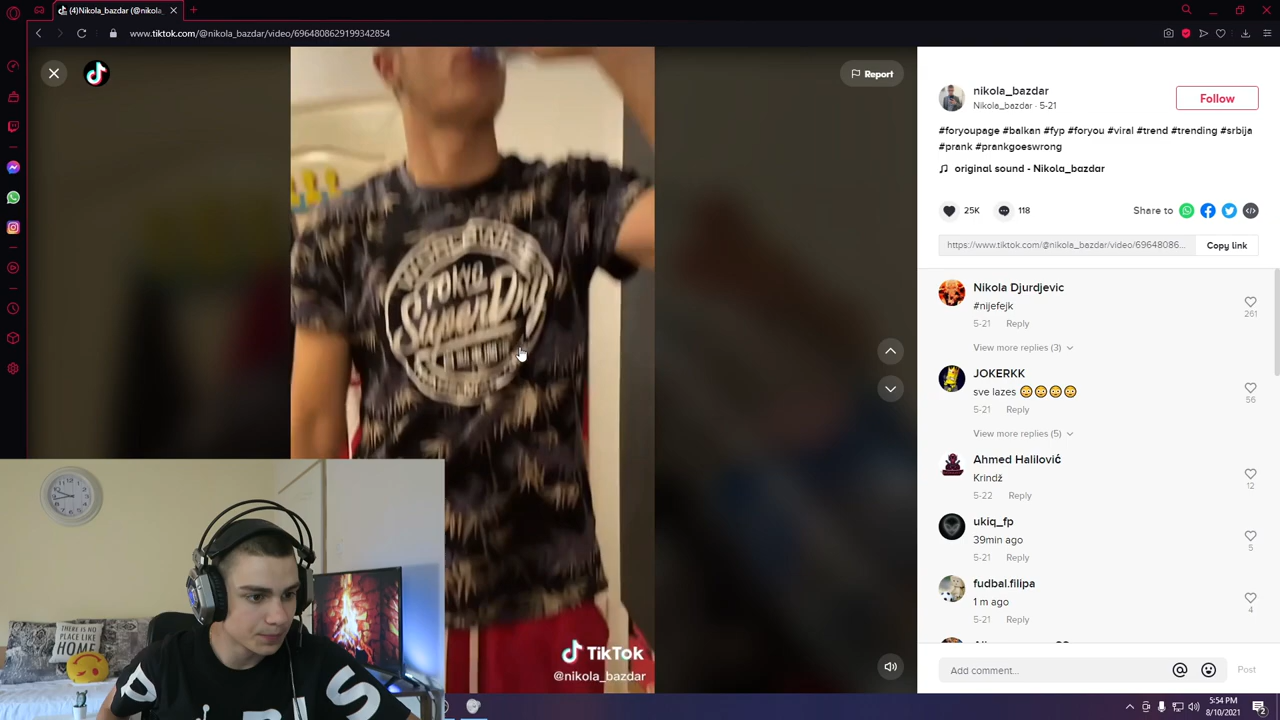 (4)Nikola_bazdar (@nikola_
www.tiktok.com/@nikola_bazdar/video/6964808629199342854
Report
nikola_bazdar
Nikola_bazdar · 5-21
Follow
#foryoupage #balkan #fyp #foryou #viral #trend #trending #srbija
#prank #prankgoeswrong
original sound - Nikola_bazdar
25K
118
Share to
https://www.tiktok.com/@nikola_bazdar/video/69648086...
Copy link
Nikola Djurdjevic
#nijefejk
5-21 Reply
261
View more replies (3)
JOKERKK
sve lazes 😳😳😳😳
5-21 Reply
56
View more replies (5)
Ahmed Halilović
Krindž
5-22 Reply
12
ukiq_fp
39min ago
5-21 Reply
5
fudbal.filipa
1 m ago
5-21 Reply
4
Add comment...
Post
Tokyo
SuperDry
TikTok
@nikola_bazdar
THERE IS NO
PLACE LIKE
HOME
5:54 PM
8/10/2021
2